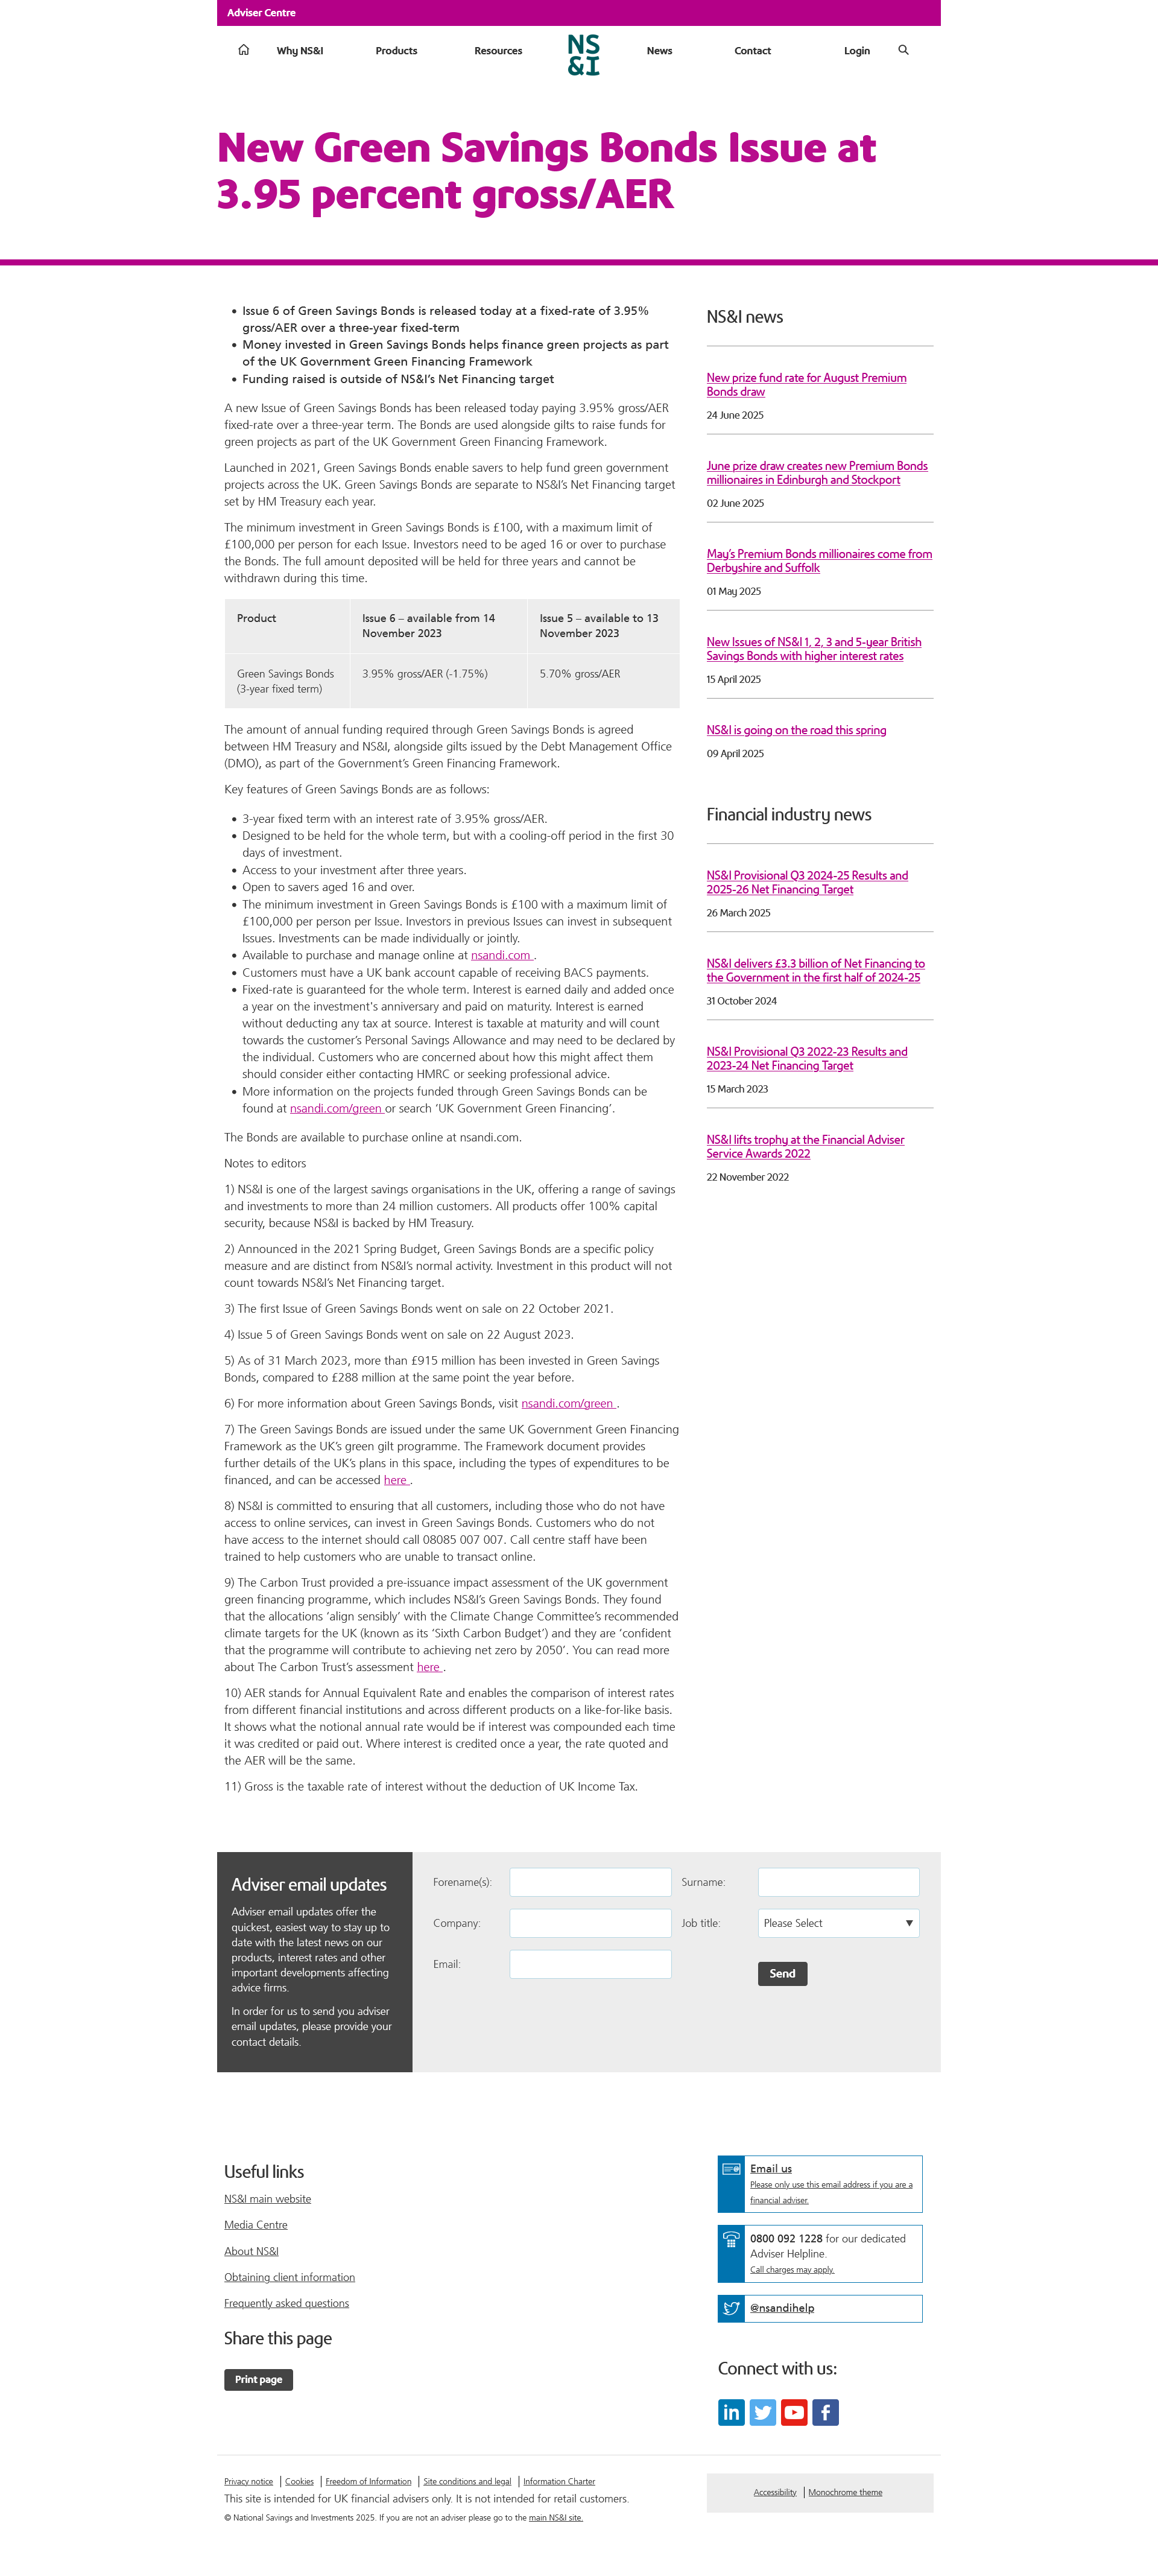 Adviser Centre
Why NS&I
Products
Resources
NS
&I
News
Contact
Login
New Green Savings Bonds Issue at
3.95 percent gross/AER
Issue 6 of Green Savings Bonds is released today at a fixed-rate of 3.95%
gross/AER over a three-year fixed-term
Money invested in Green Savings Bonds helps finance green projects as part
of the UK Government Green Financing Framework
Funding raised is outside of NS&I’s Net Financing target
A new Issue of Green Savings Bonds has been released today paying 3.95% gross/AER
fixed-rate over a three-year term. The Bonds are used alongside gilts to raise funds for
green projects as part of the UK Government Green Financing Framework.
Launched in 2021, Green Savings Bonds enable savers to help fund green government
projects across the UK. Green Savings Bonds are separate to NS&I’s Net Financing target
set by HM Treasury each year.
The minimum investment in Green Savings Bonds is £100, with a maximum limit of
£100,000 per person for each Issue. Investors need to be aged 16 or over to purchase
the Bonds. The full amount deposited will be held for three years and cannot be
withdrawn during this time.
Product
Issue 6 – available from 14
November 2023
Issue 5 – available to 13
November 2023
Green Savings Bonds
(3-year fixed term)
3.95% gross/AER (-1.75%)
5.70% gross/AER
The amount of annual funding required through Green Savings Bonds is agreed
between HM Treasury and NS&I, alongside gilts issued by the Debt Management Office
(DMO), as part of the Government’s Green Financing Framework.
Key features of Green Savings Bonds are as follows:
3-year fixed term with an interest rate of 3.95% gross/AER.
Designed to be held for the whole term, but with a cooling-off period in the first 30
days of investment.
Access to your investment after three years.
Open to savers aged 16 and over.
The minimum investment in Green Savings Bonds is £100 with a maximum limit of
£100,000 per person per Issue. Investors in previous Issues can invest in subsequent
Issues. Investments can be made individually or jointly.
Available to purchase and manage online at nsandi.com .
Customers must have a UK bank account capable of receiving BACS payments.
Fixed-rate is guaranteed for the whole term. Interest is earned daily and added once
a year on the investment's anniversary and paid on maturity. Interest is earned
without deducting any tax at source. Interest is taxable at maturity and will count
towards the customer’s Personal Savings Allowance and may need to be declared by
the individual. Customers who are concerned about how this might affect them
should consider either contacting HMRC or seeking professional advice.
More information on the projects funded through Green Savings Bonds can be
found at nsandi.com/green or search ‘UK Government Green Financing’.
The Bonds are available to purchase online at nsandi.com.
Notes to editors
1) NS&I is one of the largest savings organisations in the UK, offering a range of savings
and investments to more than 24 million customers. All products offer 100% capital
security, because NS&I is backed by HM Treasury.
2) Announced in the 2021 Spring Budget, Green Savings Bonds are a specific policy
measure and are distinct from NS&I’s normal activity. Investment in this product will not
count towards NS&I’s Net Financing target.
3) The first Issue of Green Savings Bonds went on sale on 22 October 2021.
4) Issue 5 of Green Savings Bonds went on sale on 22 August 2023.
5) As of 31 March 2023, more than £915 million has been invested in Green Savings
Bonds, compared to £288 million at the same point the year before.
6) For more information about Green Savings Bonds, visit nsandi.com/green .
7) The Green Savings Bonds are issued under the same UK Government Green Financing
Framework as the UK’s green gilt programme. The Framework document provides
further details of the UK’s plans in this space, including the types of expenditures to be
financed, and can be accessed here .
8) NS&I is committed to ensuring that all customers, including those who do not have
access to online services, can invest in Green Savings Bonds. Customers who do not
have access to the internet should call 08085 007 007. Call centre staff have been
trained to help customers who are unable to transact online.
9) The Carbon Trust provided a pre-issuance impact assessment of the UK government
green financing programme, which includes NS&I’s Green Savings Bonds. They found
that the allocations ‘align sensibly’ with the Climate Change Committee’s recommended
climate targets for the UK (known as its ‘Sixth Carbon Budget’) and they are ‘confident
that the programme will contribute to achieving net zero by 2050’. You can read more
about The Carbon Trust’s assessment here .
10) AER stands for Annual Equivalent Rate and enables the comparison of interest rates
from different financial institutions and across different products on a like-for-like basis.
It shows what the notional annual rate would be if interest was compounded each time
it was credited or paid out. Where interest is credited once a year, the rate quoted and
the AER will be the same.
11) Gross is the taxable rate of interest without the deduction of UK Income Tax.
NS&I news
New prize fund rate for August Premium
Bonds draw
24 June 2025
June prize draw creates new Premium Bonds
millionaires in Edinburgh and Stockport
02 June 2025
May’s Premium Bonds millionaires come from
Derbyshire and Suffolk
01 May 2025
New Issues of NS&I 1, 2, 3 and 5-year British
Savings Bonds with higher interest rates
15 April 2025
NS&I is going on the road this spring
09 April 2025
Financial industry news
NS&I Provisional Q3 2024-25 Results and
2025-26 Net Financing Target
26 March 2025
NS&I delivers £3.3 billion of Net Financing to
the Government in the first half of 2024-25
31 October 2024
NS&I Provisional Q3 2022-23 Results and
2023-24 Net Financing Target
15 March 2023
NS&I lifts trophy at the Financial Adviser
Service Awards 2022
22 November 2022
Adviser email updates
Adviser email updates offer the
quickest, easiest way to stay up to
date with the latest news on our
products, interest rates and other
important developments affecting
advice firms.
In order for us to send you adviser
email updates, please provide your
contact details.
Forename(s):
Surname:
Company:
Job title:
Please Select
Email:
Send
Useful links
NS&I main website
Media Centre
About NS&I
Obtaining client information
Frequently asked questions
Share this page
Print page
Email us
Please only use this email address if you are a
financial adviser.
0800 092 1228 for our dedicated
Adviser Helpline.
Call charges may apply.
@nsandihelp
Connect with us:
Privacy notice
Cookies
Freedom of Information
Site conditions and legal
Information Charter
This site is intended for UK financial advisers only. It is not intended for retail customers.
© National Savings and Investments 2025. If you are not an adviser please go to the main NS&I site.
Accessibility
Monochrome theme